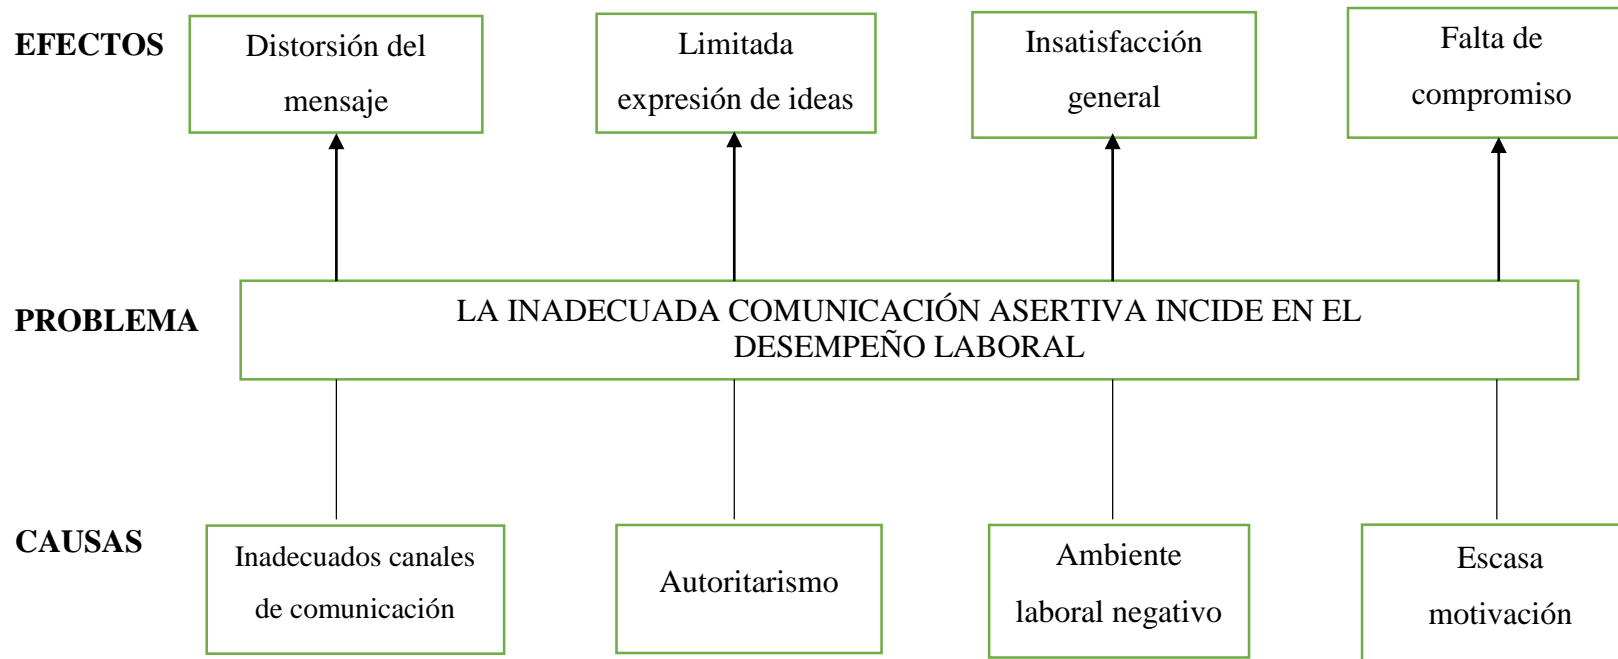 EFECTOS
Distorsión del
mensaje
Limitada
expresión de ideas
Insatisfacción
general
Falta de
compromiso
PROBLEMA
LA INADECUADA COMUNICACIÓN ASERTIVA INCIDE EN EL
DESEMPEÑO LABORAL
CAUSAS
Inadecuados canales
de comunicación
Autoritarismo
Ambiente
laboral negativo
Escasa
motivación